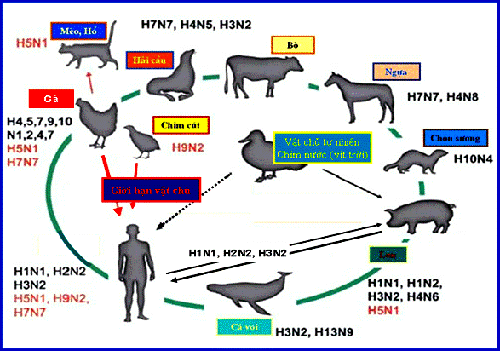 Mèo, Hổ
H5N1
H7N7, H4N5, H3N2
Hải cẩu
Bò
Ngựa
H7N7, H4N8
Gà
H4,5,7,9,10
N1,2,4,7
H5N1
H7N7
Chim cút
H9N2
Vật chủ tự nhiên
Chim nước (vịt trời)
Chồn sương
H10N4
Giới hạn vật chủ
H1N1, H2N2, H3N2
Lợn
H1N1, H2N2
H3N2
H5N1, H9N2,
H7N7
H1N1, H1N2,
H3N2, H4N6
H5N1
Cá voi
H3N2, H13N9